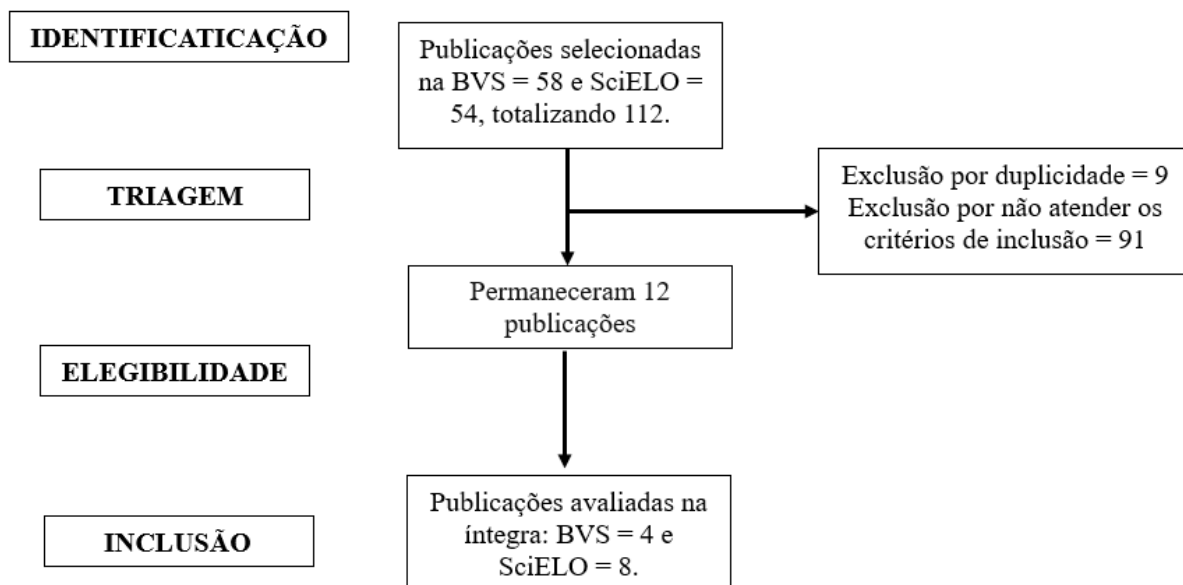 IDENTIFICATICAÇÃO
Publicações selecionadas
na BVS = 58 e SciELO =
54, totalizando 112.
TRIAGEM
Exclusão por duplicidade = 9
Exclusão por não atender os
critérios de inclusão = 91
Permaneceram 12
publicações
ELEGIBILIDADE
Publicações avaliadas na
íntegra: BVS = 4 e
SciELO = 8.
INCLUSÃO